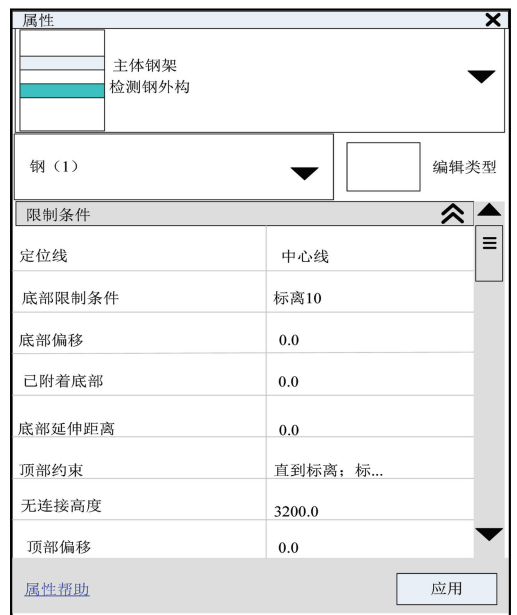 属性
主体钢架
检测钢外构
钢（1）
编辑类型
限制条件
定位线 中心线
底部限制条件 标离10
底部偏移 0.0
已附着底部 0.0
底部延伸距离 0.0
顶部约束 直到标离；标...
无连接高度 3200.0
顶部偏移 0.0
属性帮助 应用